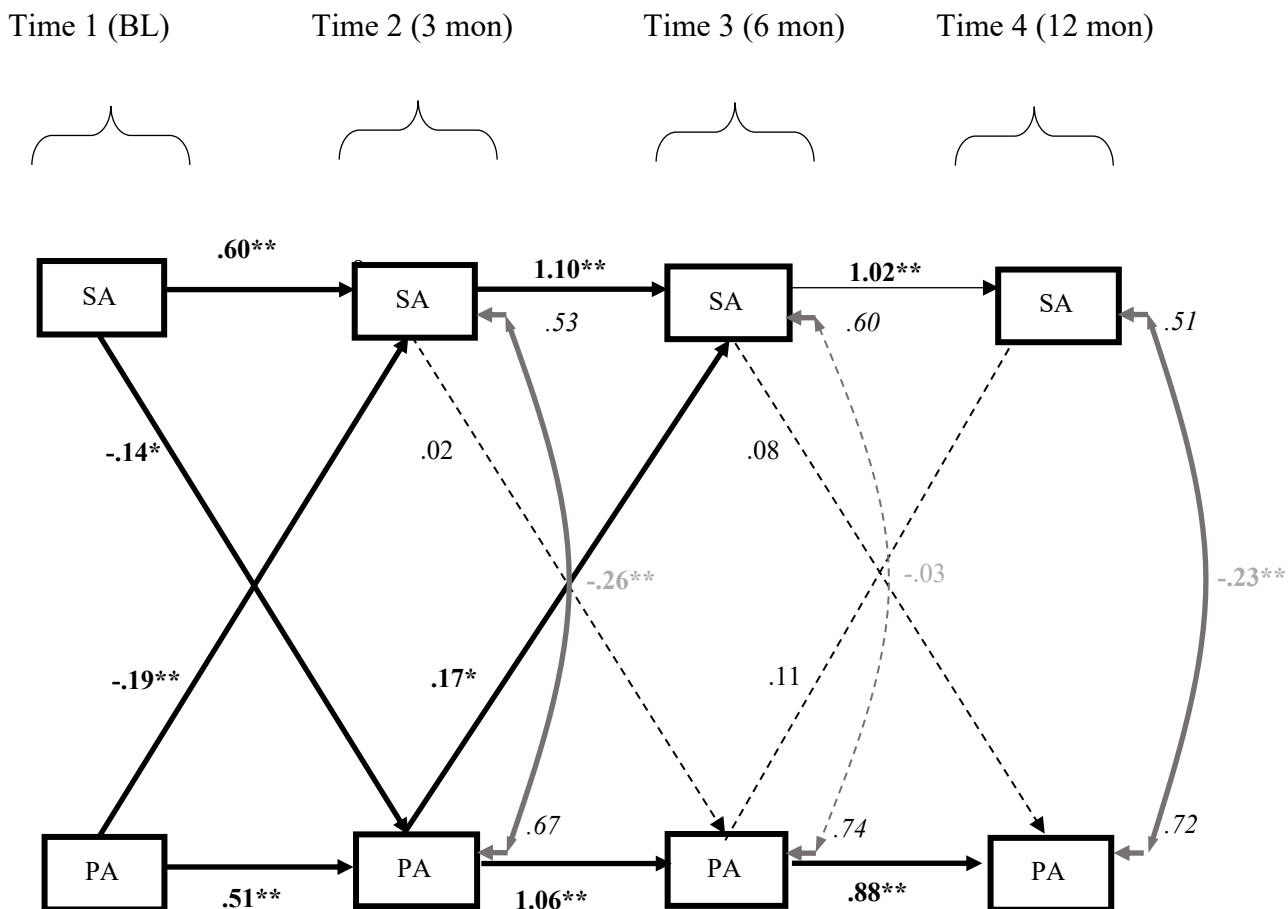 Time 1 (BL) Time 2 (3 mon) Time 3 (6 mon) Time 4 (12 mon)
.60** 1.10** 1.02**
SA SA SA SA
.53 .60 .51
-.14* .02 .08
-.26** -.03 -.23**
-.19** .17* .11
.67 .74 .72
PA PA PA PA
.51** 1.06** .88**